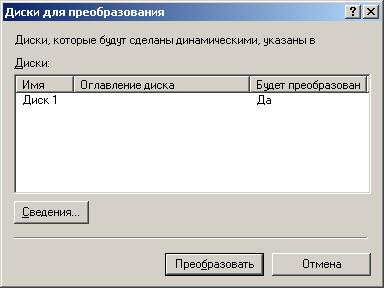 Диски для преобразования
Диски, которые будут сделаны динамическими, указаны в
Диски:
Имя Оглавление диска Будет преобразован
Диск 1 Да
Сведения...
Преобразовать Отмена